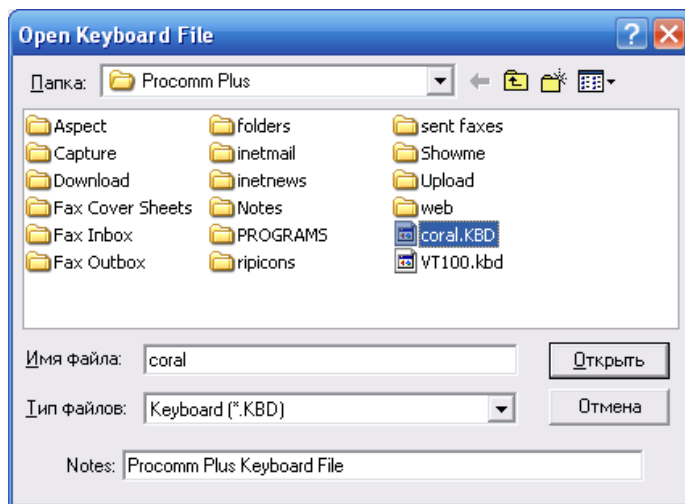 Open Keyboard File
Папка: Procomm Plus
Aspect folders sent faxes
Capture inetmail Showme
Download inetnews Upload
Fax Cover Sheets Notes web
Fax Inbox PROGRAMS coral.KBD
Fax Outbox ripicons VT100.kbd
Имя файла: coral Открыть
Тип файлов: Keyboard (*.KBD) Отмена
Notes: Procomm Plus Keyboard File